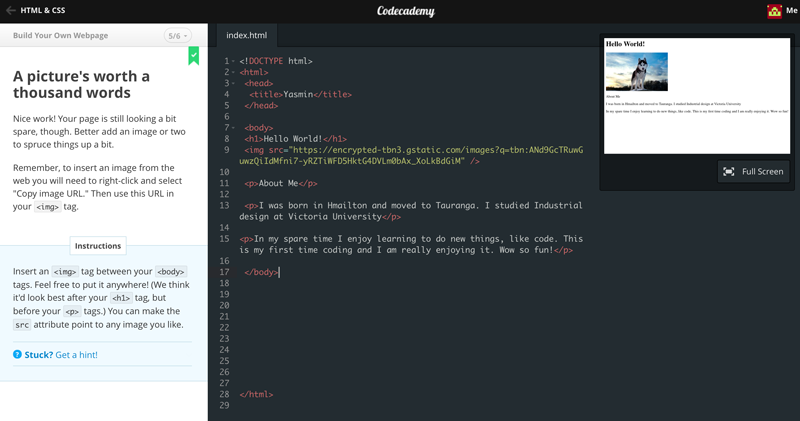 HTML & CSS
Codecademy
Me
Build Your Own Webpage
5/6
A picture's worth a
thousand words
Nice work! Your page is still looking a bit
spare, though. Better add an image or two
to spruce things up a bit.
Remember, to insert an image from the
web you will need to right-click and select
"Copy image URL." Then use this URL in
your <img> tag.
Instructions
Insert an <img> tag between your <body>
tags. Feel free to put it anywhere! (We think
it'd look best after your <h1> tag, but
before your <p> tags.) You can make the
src attribute point to any image you like.
Stuck? Get a hint!
index.html
1 <!DOCTYPE html>
2 <html>
3 <head>
4 <title>Yasmin</title>
5 </head>
6
7 <body>
8 <h1>Hello World!</h1>
9 <img src="https://encrypted-tbn3.gstatic.com/images?q=tbn:ANd9GcTRuwG
uwzQiIdMfni7-yRZTiWFD5HktG4DVLm0bAx_XoLkBdGiM" />
10
11 <p>About Me</p>
12
13 <p>I was born in Hmailton and moved to Tauranga. I studied Industrial
design at Victoria University</p>
14
15 <p>In my spare time I enjoy learning to do new things, like code. This
is my first time coding and I am really enjoying it. Wow so fun!</p>
16
17 </body>
18
19
20
21
22
23
24
25
26
27
28 </html>
29
Hello World!
About Me
I was born in Hmailton and moved to Tauranga. I studied Industrial design at Victoria University
In my spare time I enjoy learning to do new things, like code. This is my first time coding and I am really enjoying it. Wow so fun!
Full Screen